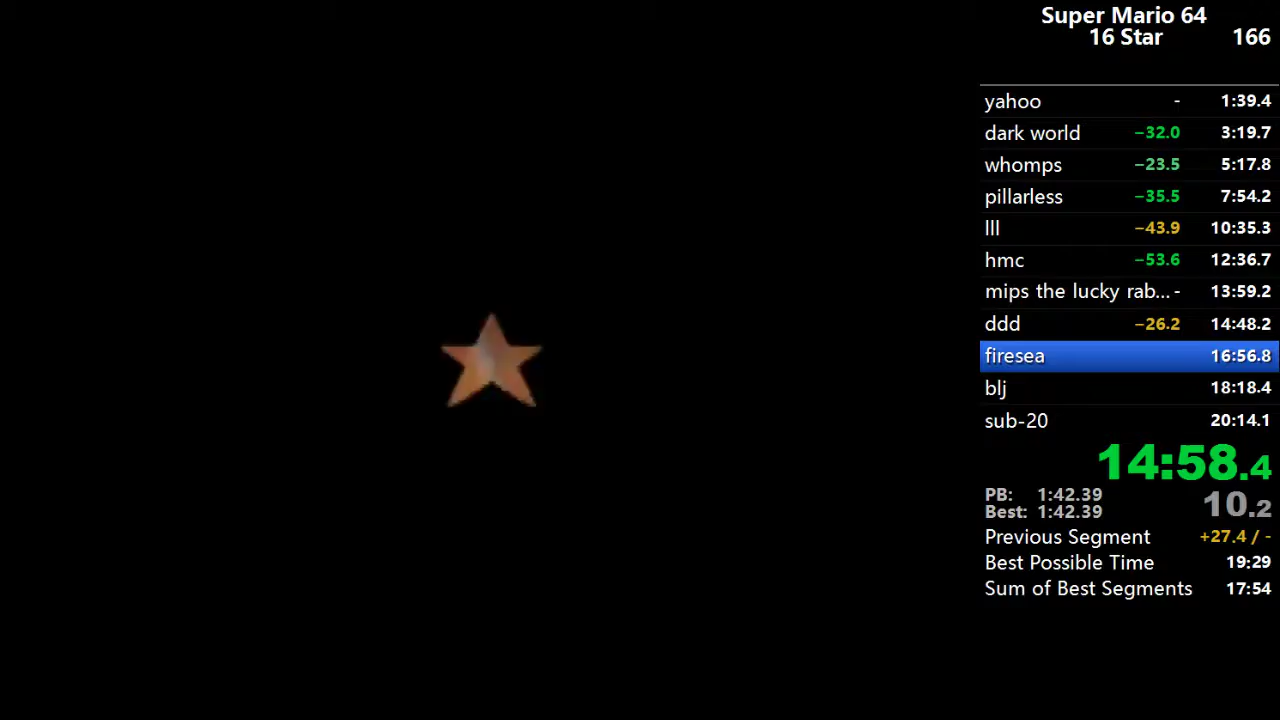 Super Mario 64
16 Star 166
yahoo - 1:39.4
dark world −32.0 3:19.7
whomps −23.5 5:17.8
pillarless −35.5 7:54.2
lll −43.9 10:35.3
hmc −53.6 12:36.7
mips the lucky rab... - 13:59.2
ddd −26.2 14:48.2
firesea 16:56.8
blj 18:18.4
sub-20 20:14.1
14:58.4
PB: 1:42.39
Best: 1:42.39
10.2
Previous Segment +27.4 / -
Best Possible Time 19:29
Sum of Best Segments 17:54